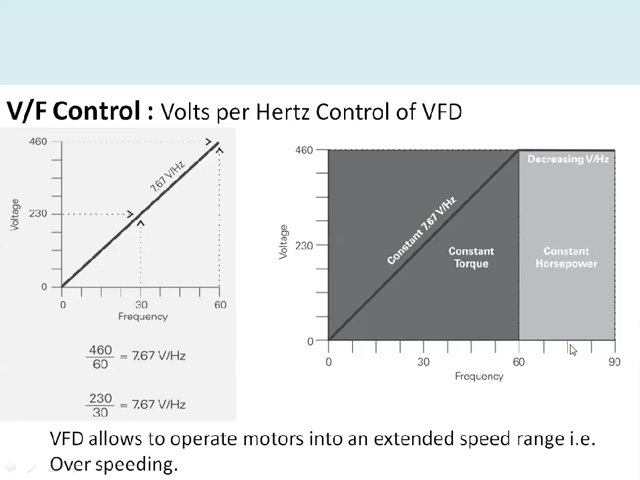 V/F Control : Volts per Hertz Control of VFD
460
230
0
Voltage
7.67 V/Hz
0 30 60
Frequency
460
60
= 7.67 V/Hz
230
30
= 7.67 V/Hz
460
230
0
Voltage
Constant 7.67 V/Hz
Constant
Torque
Decreasing V/Hz
Constant
Horsepower
0 30 60 90
Frequency
VFD allows to operate motors into an extended speed range i.e.
Over speeding.